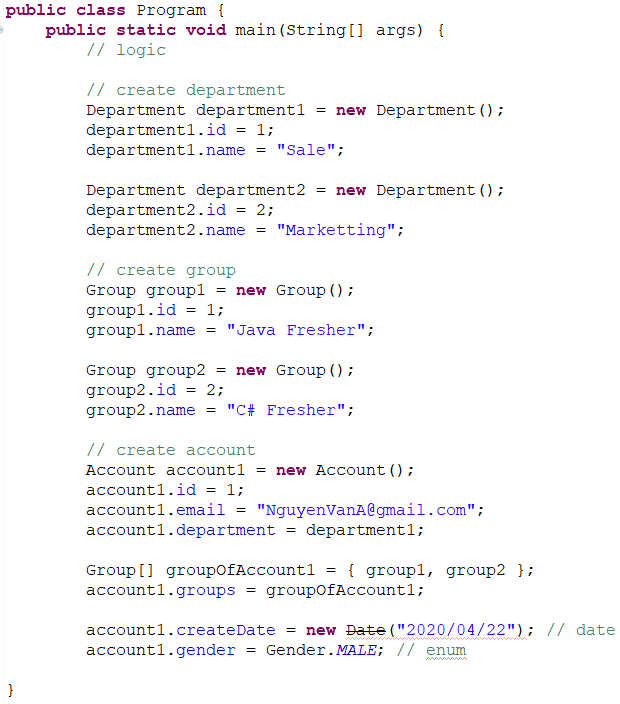 public class Program {
    public static void main(String[] args) {
        // logic

        // create department
        Department department1 = new Department();
        department1.id = 1;
        department1.name = "Sale";

        Department department2 = new Department();
        department2.id = 2;
        department2.name = "Marketting";

        // create group
        Group group1 = new Group();
        group1.id = 1;
        group1.name = "Java Fresher";

        Group group2 = new Group();
        group2.id = 2;
        group2.name = "C# Fresher";

        // create account
        Account account1 = new Account();
        account1.id = 1;
        account1.email = "NguyenVanA@gmail.com";
        account1.department = department1;

        Group[] groupOfAccount1 = { group1, group2 };
        account1.groups = groupOfAccount1;

        account1.createDate = new Date("2020/04/22"); // date
        account1.gender = Gender.MALE; // enum

}